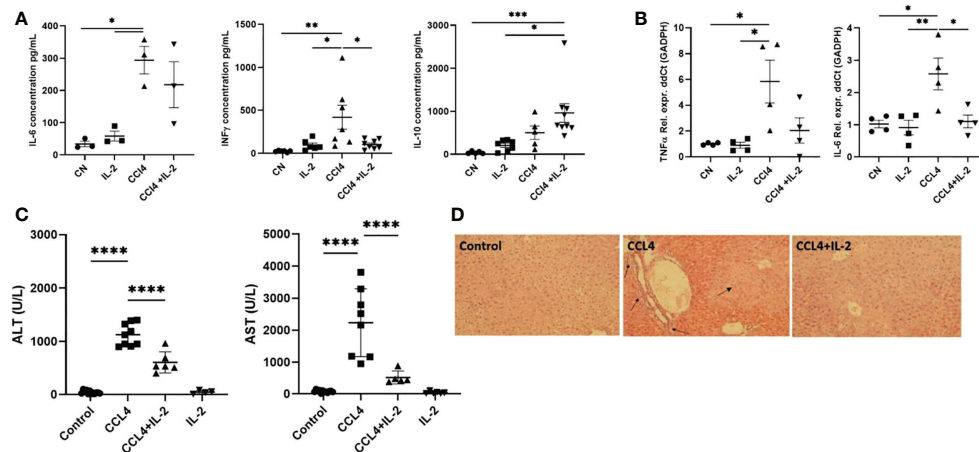 A
IL-6 concentration pg/mL
600
400
200
0
*
CN
IL-2
CCl4
CCl4 +IL-2
INFγ concentration pg/mL
1500
1000
500
0
**
*
*
CN
IL-2
CCl4
CCl4 +IL-2
IL-10 concentration pg/mL
3000
2000
1000
0
***
*
CN
IL-2
CCl4
CCl4 +IL-2
B
TNFα Rel. expr. ddCt (GADPH)
10
8
6
4
2
0
*
*
CN
IL-2
CCl4
CCl4 +IL-2
IL-6 Rel. expr. ddCt (GADPH)
5
4
3
2
1
0
*
**
*
CN
IL-2
CCL4
CCL4+IL-2
C
ALT (U/L)
3000
2000
1000
0
****
****
Control
CCL4
CCL4+IL-2
IL-2
AST (U/L)
5000
4000
3000
2000
1000
0
****
****
Control
CCL4
CCL4+IL-2
IL-2
D
Control
CCL4
CCL4+IL-2